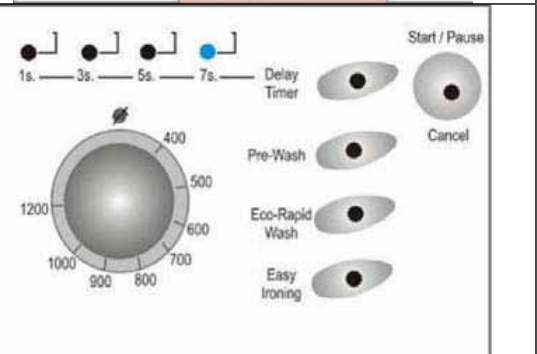 Start / Pause
1s. 3s. 5s. 7s. Delay
Timer
Cancel
400
Pre-Wash
500
1200
Eco-Rapid
Wash
600
700
1000
900
800
Easy
Ironing